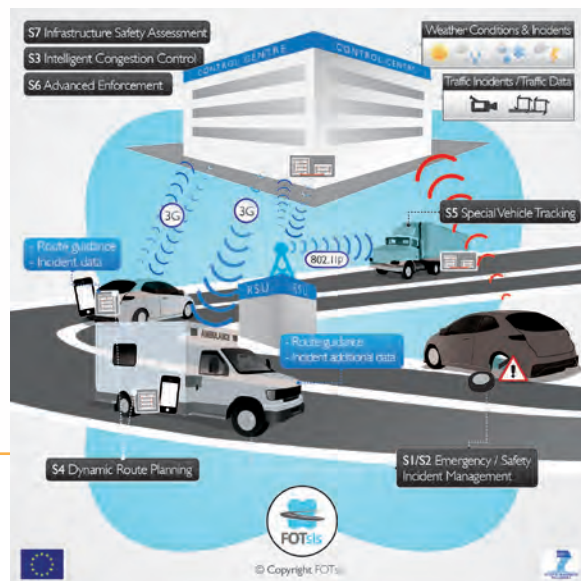 S7 Infrastructure Safety Assessment
S3 Intelligent Congestion Control
S6 Advanced Enforcement
Weather Conditions & Incidents
Traffic Incidents / Traffic Data
CONTROL CENTRE
CONTROL CENTRE
3G
3G
S5 Special Vehicle Tracking
802.11p
- Route guidance
- Incident data
RSU
RSU
AMBULANCE
- Route guidance
- Incident additional data
S4 Dynamic Route Planning
S1/S2 Emergency / Safety
Incident Management
FOTsis
© Copyright FOTsis